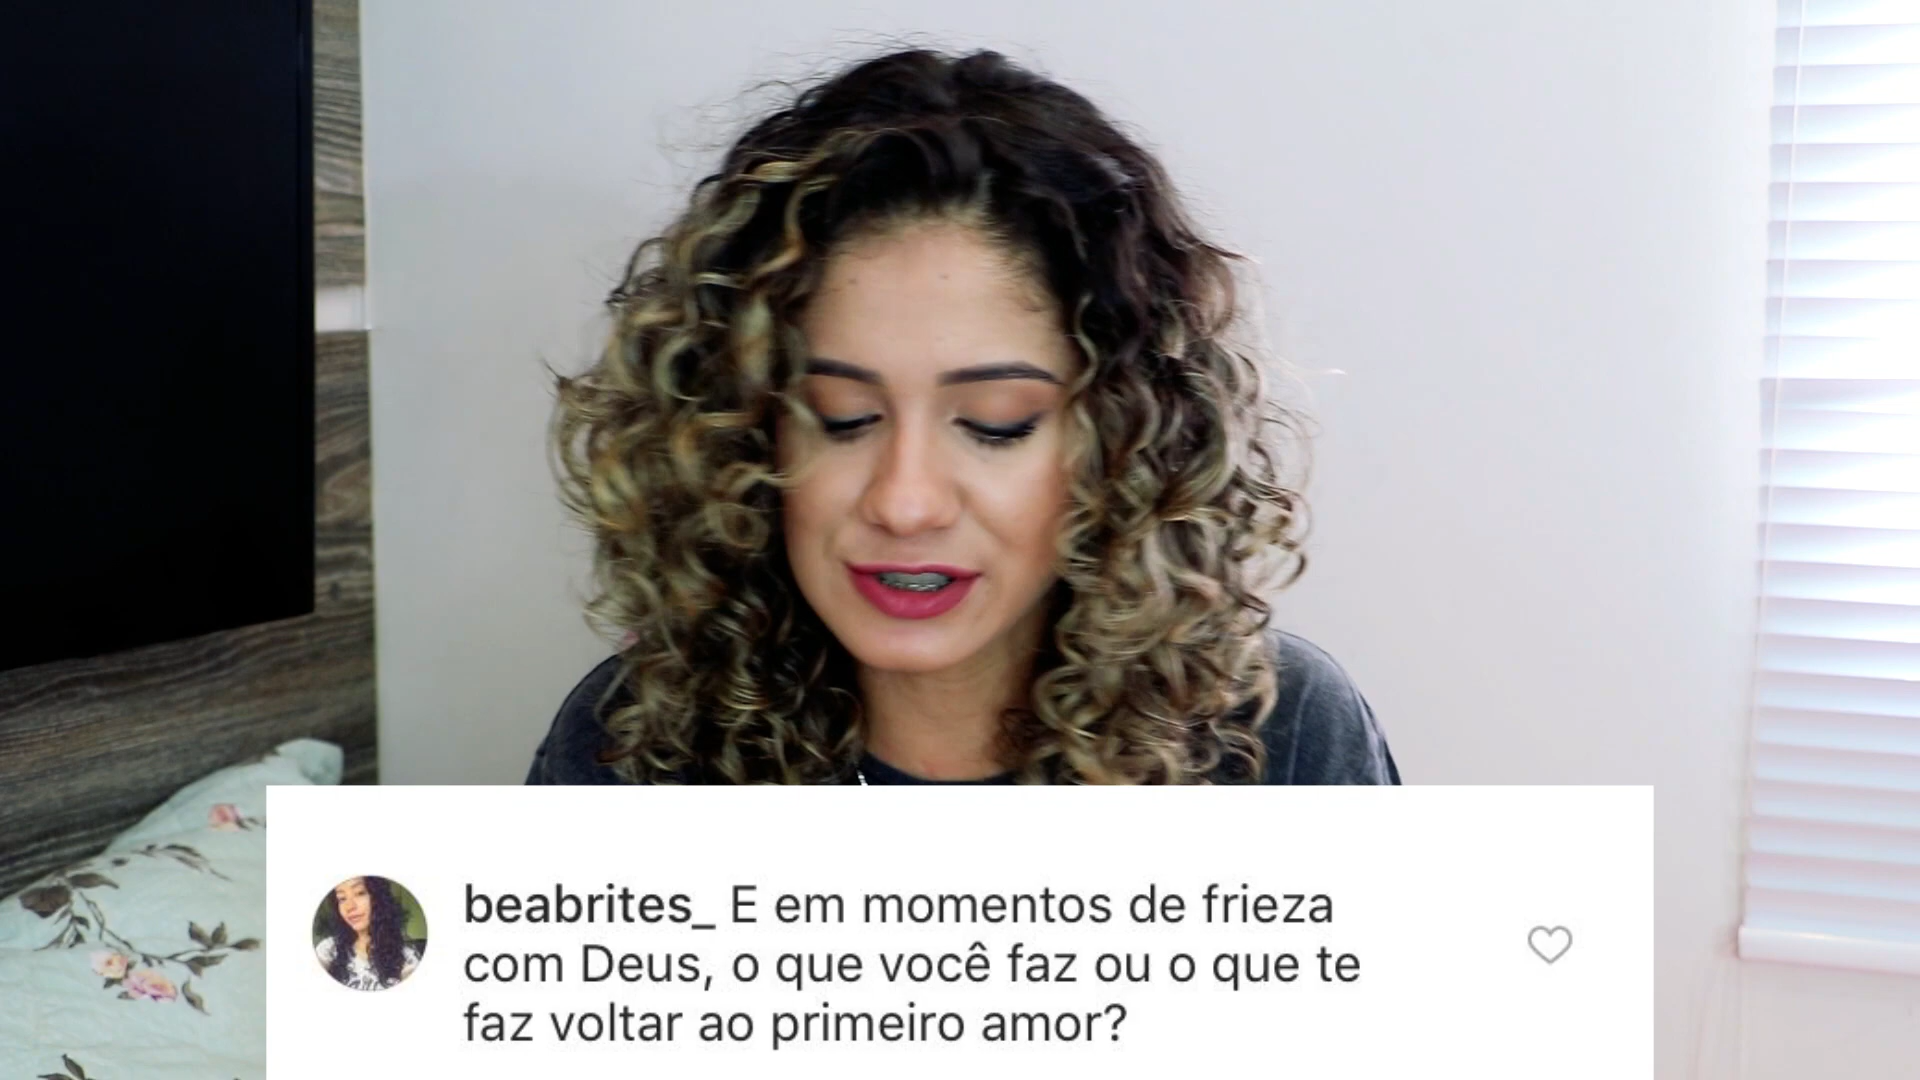 beabrites_ E em momentos de frieza
com Deus, o que você faz ou o que te
faz voltar ao primeiro amor?